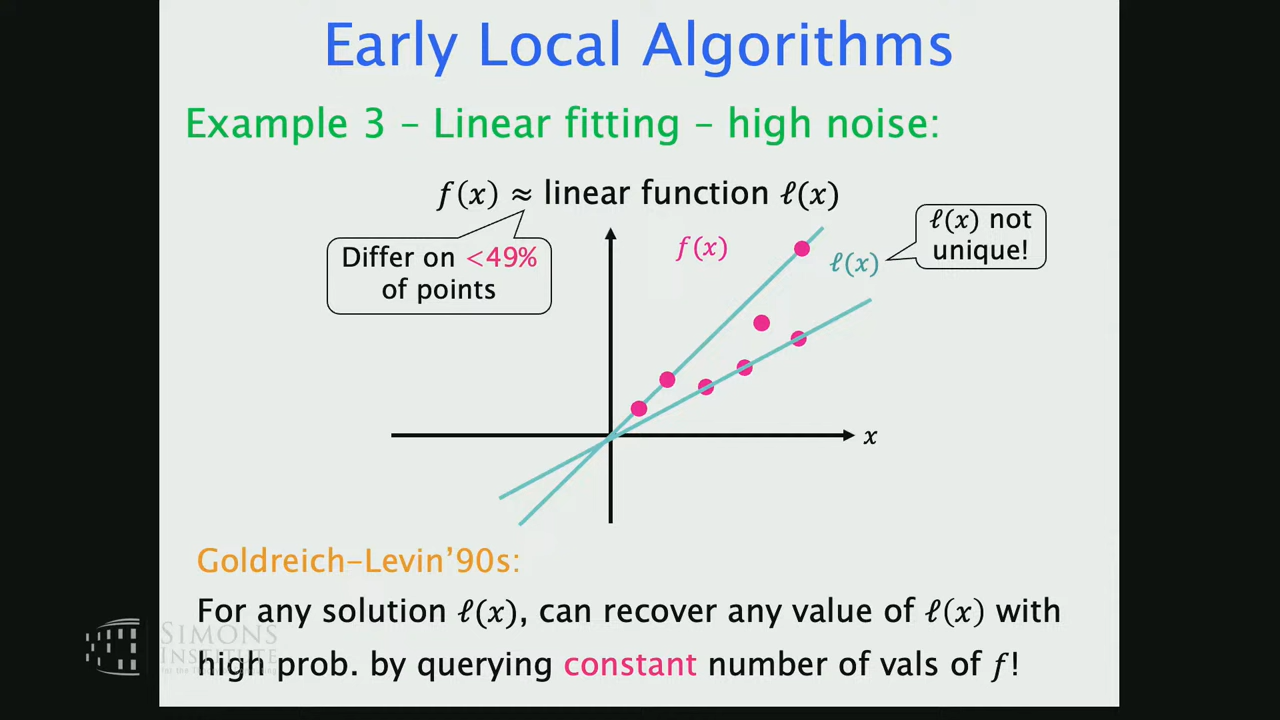 Early Local Algorithms
Example 3 – Linear fitting – high noise:
f(x) ≈ linear function ℓ(x)
Differ on <49%
of points
f(x)
ℓ(x)
ℓ(x) not
unique!
x
Goldreich-Levin’90s:
For any solution ℓ(x), can recover any value of ℓ(x) with
high prob. by querying constant number of vals of f!
SIMONS
INSTITUTE